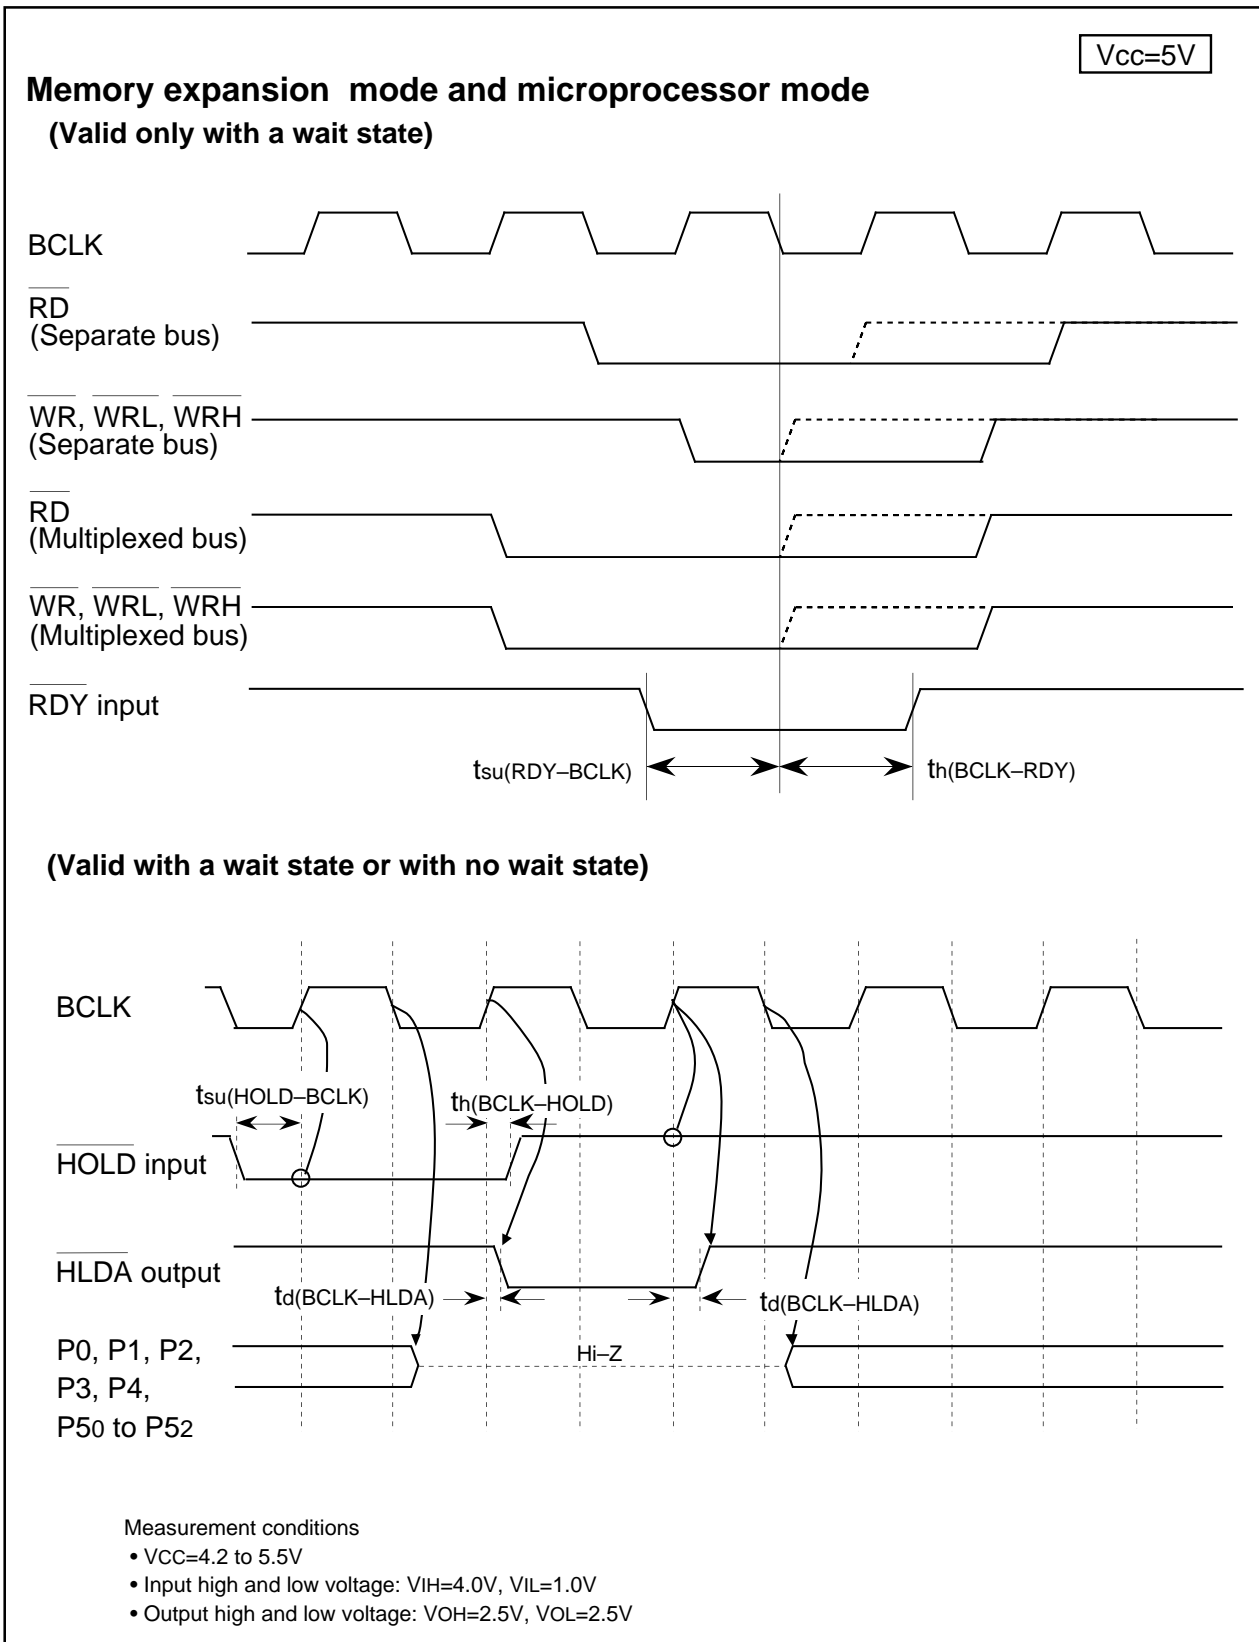 Vcc=5V
Memory expansion mode and microprocessor mode
(Valid only with a wait state)
BCLK
RD
(Separate bus)
WR, WRL, WRH
(Separate bus)
RD
(Multiplexed bus)
WR, WRL, WRH
(Multiplexed bus)
RDY input
tsu(RDY–BCLK)
th(BCLK–RDY)
(Valid with a wait state or with no wait state)
BCLK
tsu(HOLD–BCLK)
th(BCLK–HOLD)
HOLD input
HLDA output
td(BCLK–HLDA)
td(BCLK–HLDA)
P0, P1, P2,
P3, P4,
P50 to P52
Hi–Z
Measurement conditions
• VCC=4.2 to 5.5V
• Input high and low voltage: VIH=4.0V, VIL=1.0V
• Output high and low voltage: VOH=2.5V, VOL=2.5V